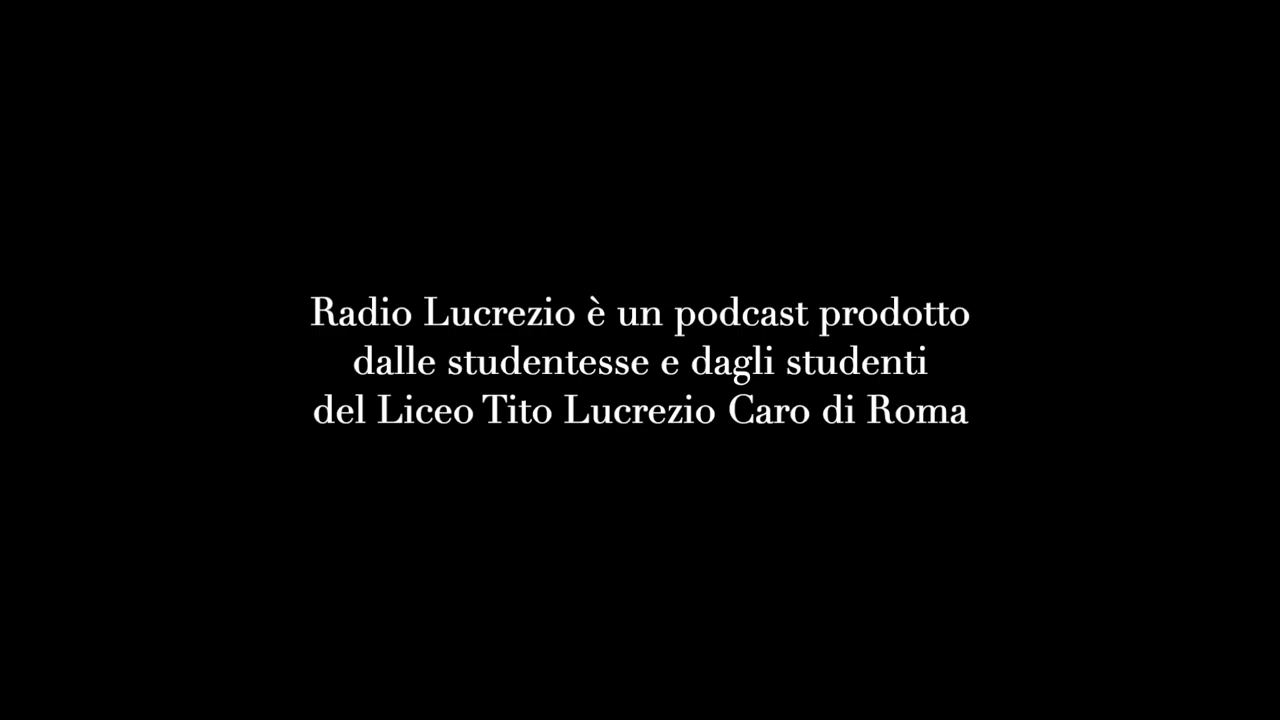 Radio Lucrezio è un podcast prodotto
dalle studentesse e dagli studenti
del Liceo Tito Lucrezio Caro di Roma